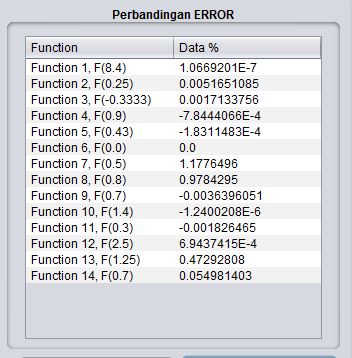 Perbandingan ERROR
Function Data %
Function 1, F(8.4) 1.0669201E-7
Function 2, F(0.25) 0.0051651085
Function 3, F(-0.3333) 0.0017133756
Function 4, F(0.9) -7.8444066E-4
Function 5, F(0.43) -1.8311483E-4
Function 6, F(0.0) 0.0
Function 7, F(0.5) 1.1776496
Function 8, F(0.8) 0.9784295
Function 9, F(0.7) -0.0036396051
Function 10, F(1.4) -1.2400208E-6
Function 11, F(0.3) -0.001826465
Function 12, F(2.5) 6.9437415E-4
Function 13, F(1.25) 0.47292808
Function 14, F(0.7) 0.054981403